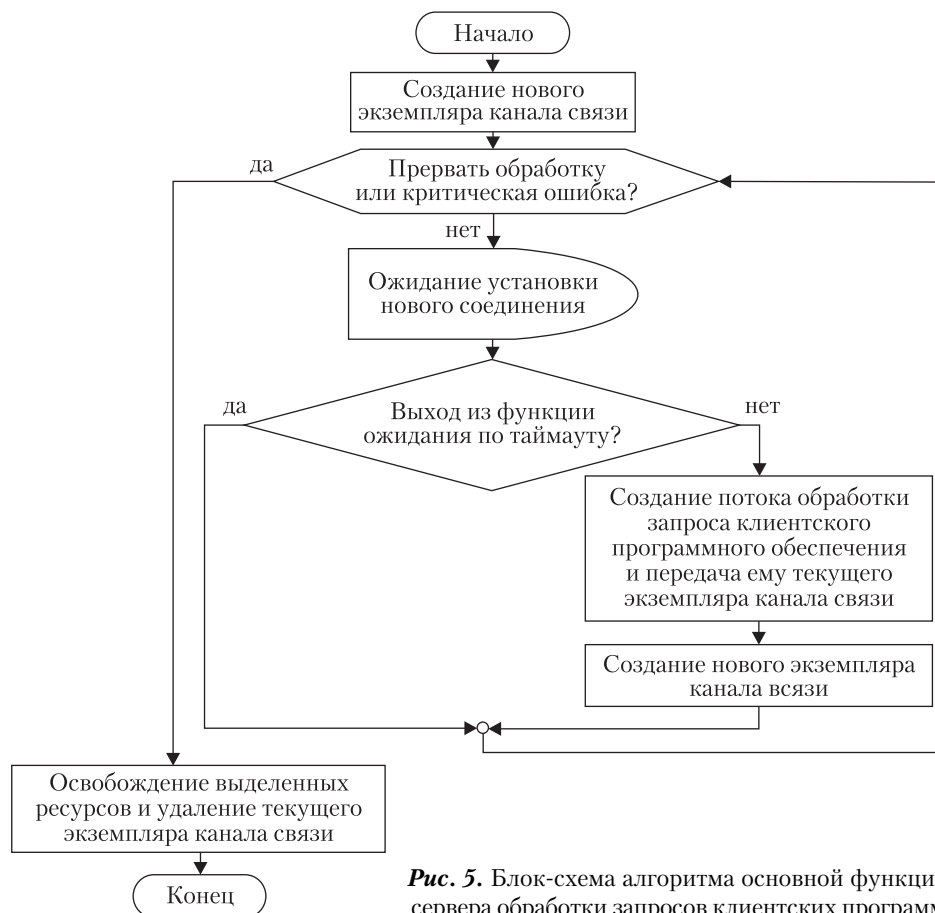 Начало
Создание нового
экземпляра канала связи
да
Прервать обработку
или критическая ошибка?
нет
Ожидание установки
нового соединения
да
Выход из функции
ожидания по таймауту?
нет
Создание потока обработки
запроса клиентского
программного обеспечения
и передача ему текущего
экземпляра канала связи
Создание нового экземпляра
канала всязи
Освобождение выделенных
ресурсов и удаление текущего
экземпляра канала связи
Конец
Рис. 5. Блок-схема алгоритма основной функци
сервера обработки запросов клиентских программ